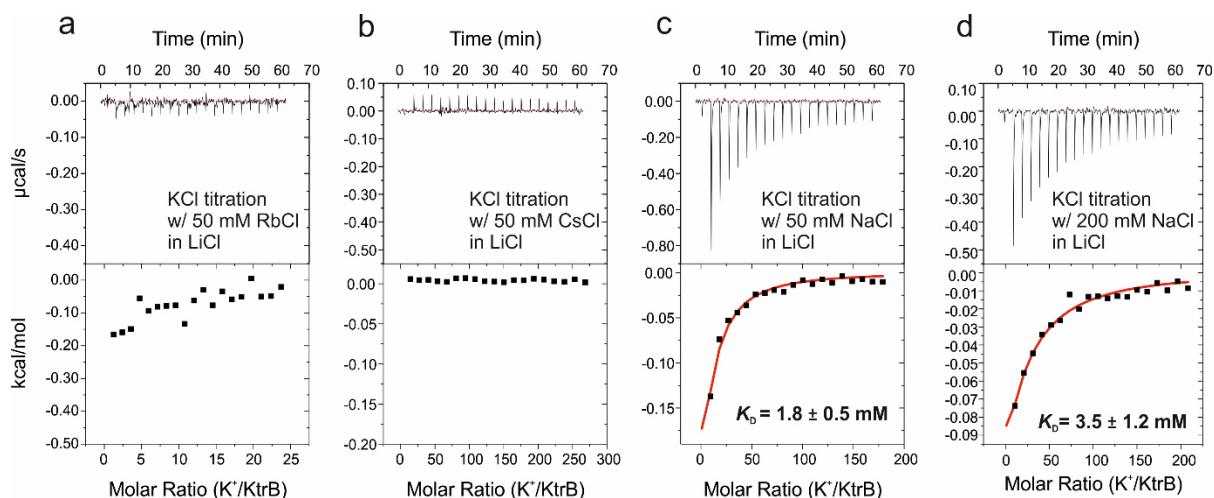 a b c d
Time (min) Time (min) Time (min) Time (min)
0 10 20 30 40 50 60 70 0 10 20 30 40 50 60 70 0 10 20 30 40 50 60 70 0 10 20 30 40 50 60 70
µcal/s
0.00
-0.10
-0.20
-0.30
-0.40
KCl titration
w/ 50 mM RbCl
in LiCl
0.10
0.00
-0.10
-0.20
-0.30
-0.40
-0.50
KCl titration
w/ 50 mM CsCl
in LiCl
0.00
-0.20
-0.40
-0.60
-0.80
KCl titration
w/ 50 mM NaCl
in LiCl
0.10
0.00
-0.10
-0.20
-0.30
-0.40
-0.50
KCl titration
w/ 200 mM NaCl
in LiCl
kcal/mol
0.00
-0.10
-0.20
-0.30
-0.40
-0.50
0 5 10 15 20 25
Molar Ratio (K⁺/KtrB)
0.00
-0.05
-0.10
-0.15
-0.20
0 50 100 150 200 250 300
Molar Ratio (K⁺/KtrB)
0.00
-0.05
-0.10
-0.15
K_D = 1.8 ± 0.5 mM
0 50 100 150 200
Molar Ratio (K⁺/KtrB)
0.00
-0.01
-0.02
-0.03
-0.04
-0.05
-0.06
-0.07
-0.08
-0.09
K_D = 3.5 ± 1.2 mM
0 50 100 150 200
Molar Ratio (K⁺/KtrB)